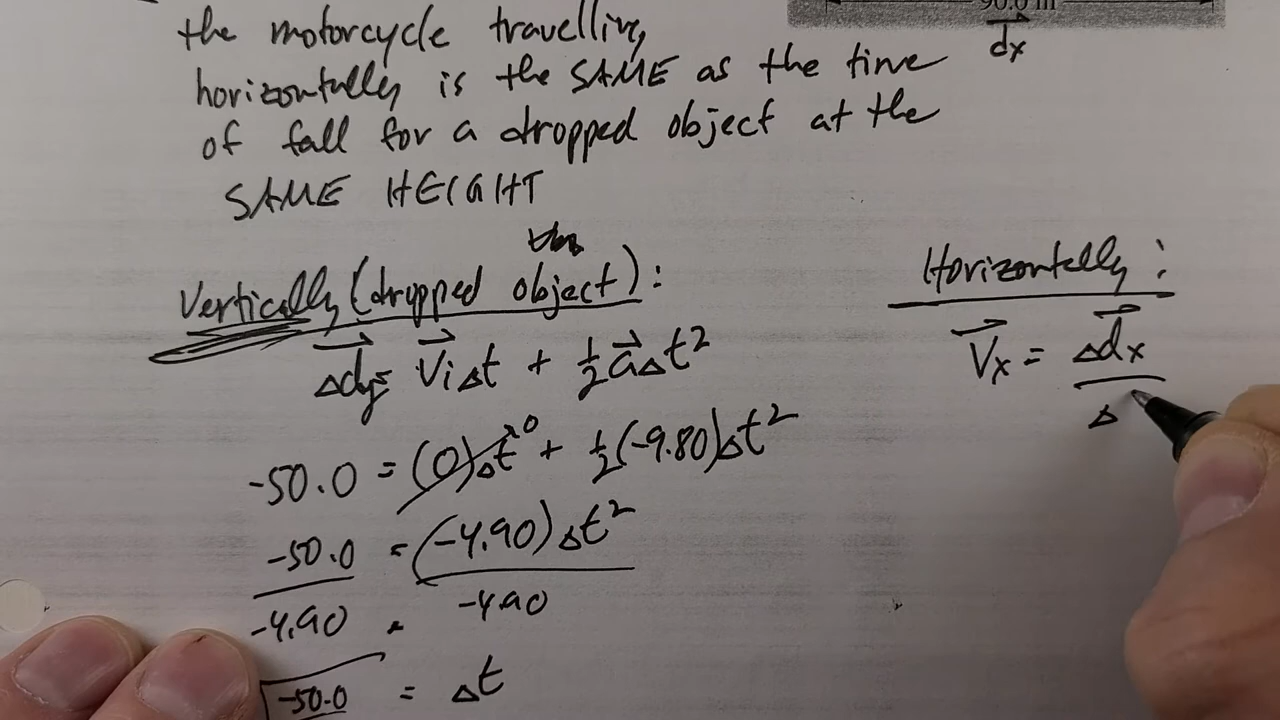 90.0 m
dx
the motorcycle travelling
horizontally is the SAME as the time
of fall for a dropped object at the
SAME HEIGHT
Vertically (dropped object):
Δdy = Vi Δt + ½ a Δt²
-50.0 = (0)Δt⁰ + ½(-9.80)Δt²
-50.0 = (-4.90)Δt²
-4.90 -4.90
√-50.0 = Δt
Horizontally:
Vx = Δdx
Δ